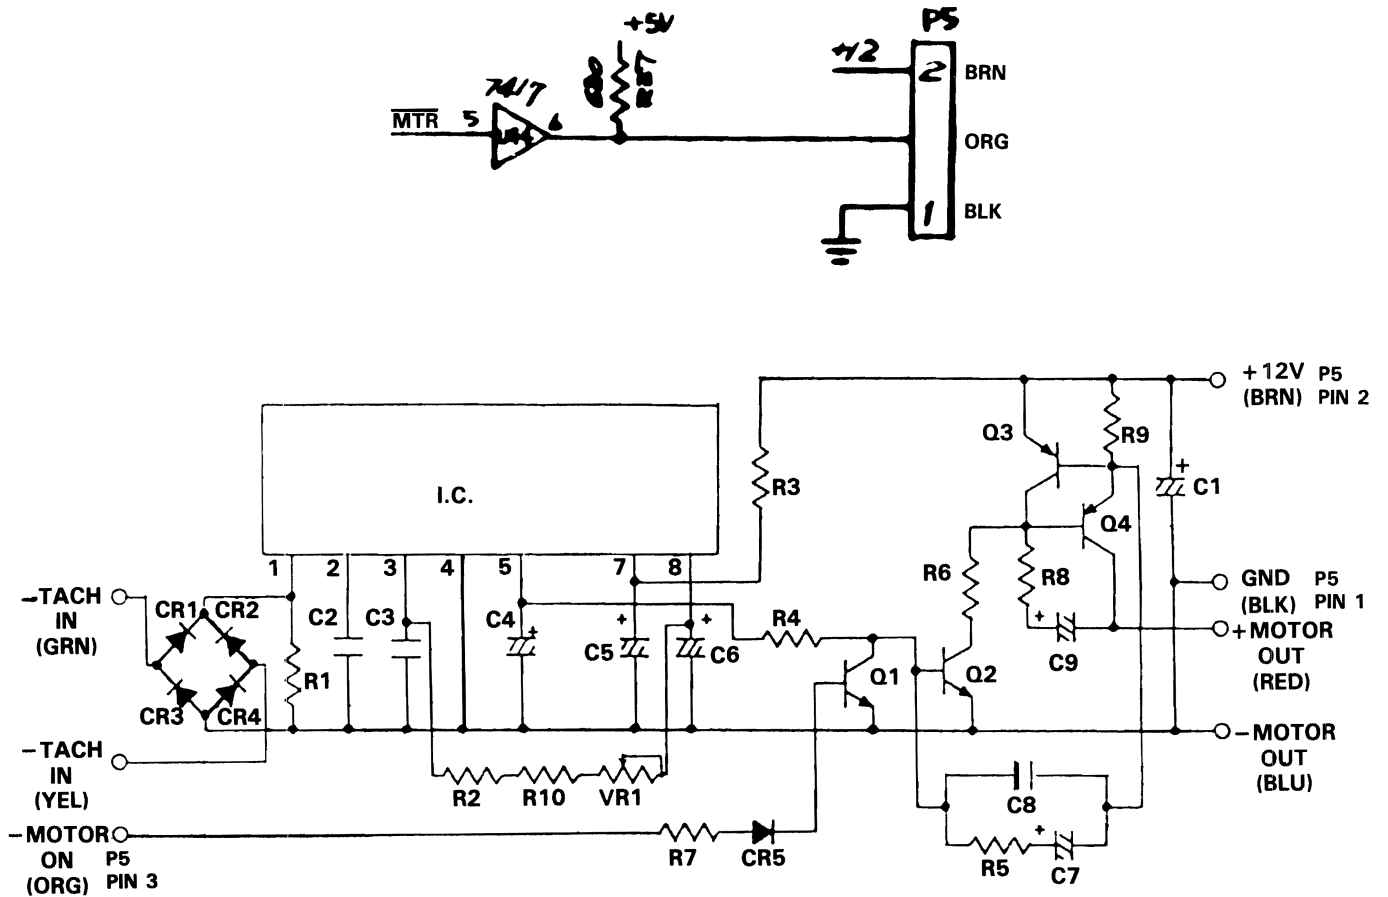 +5V
P5
+12
2
BRN
7417
R27
MTR
5
6
ORG
1
BLK
+12V P5
(BRN) PIN 2
Q3
R9
+
C1
R3
I.C.
Q4
1
2
3
4
5
7
8
R6
R8
GND P5
(BLK) PIN 1
-TACH
IN
(GRN)
CR1
CR2
C2
C3
C4
+
+
C5
+
C6
R4
+
C9
+MOTOR
OUT
(RED)
R1
Q1
Q2
CR3
CR4
-MOTOR
OUT
(BLU)
-TACH
IN
(YEL)
R2
R10
VR1
C8
-MOTOR
ON P5
(ORG) PIN 3
R7
CR5
R5
+
C7